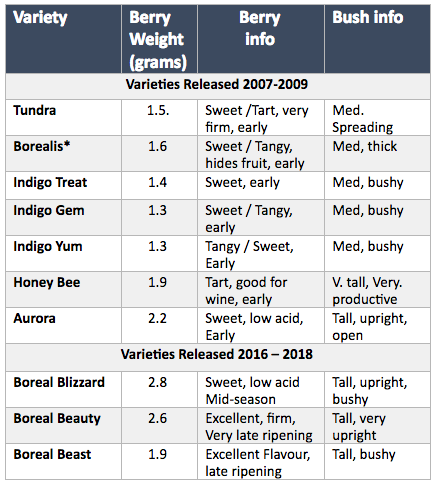 Variety Berry Weight (grams) Berry info Bush info
Varieties Released 2007-2009
Tundra 1.5. Sweet /Tart, very firm, early Med. Spreading
Borealis* 1.6 Sweet / Tangy, hides fruit, early Med, thick
Indigo Treat 1.4 Sweet, early Med, bushy
Indigo Gem 1.3 Sweet / Tangy, early Med, bushy
Indigo Yum 1.3 Tangy / Sweet, Early Med, bushy
Honey Bee 1.9 Tart, good for wine, early V. tall, Very. productive
Aurora 2.2 Sweet, low acid, Early Tall, upright, open
Varieties Released 2016 – 2018
Boreal Blizzard 2.8 Sweet, low acid Mid-season Tall, upright, bushy
Boreal Beauty 2.6 Excellent, firm, Very late ripening Tall, very upright
Boreal Beast 1.9 Excellent Flavour, late ripening Tall, bushy